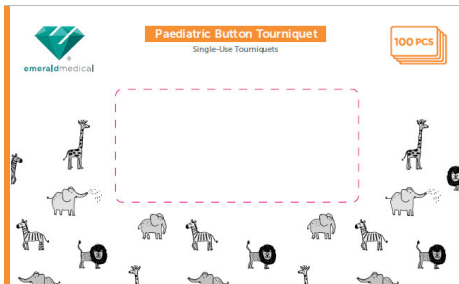 Paediatric Button Tourniquet
Single-Use Tourniquets
100 PCS
®
emeraldmedical